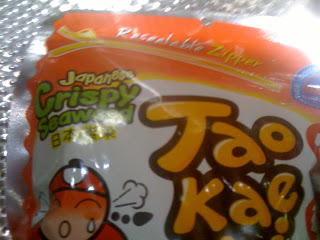 Resealable Zipper
Japanese
Crispy
Seaweed
Tao
Kae